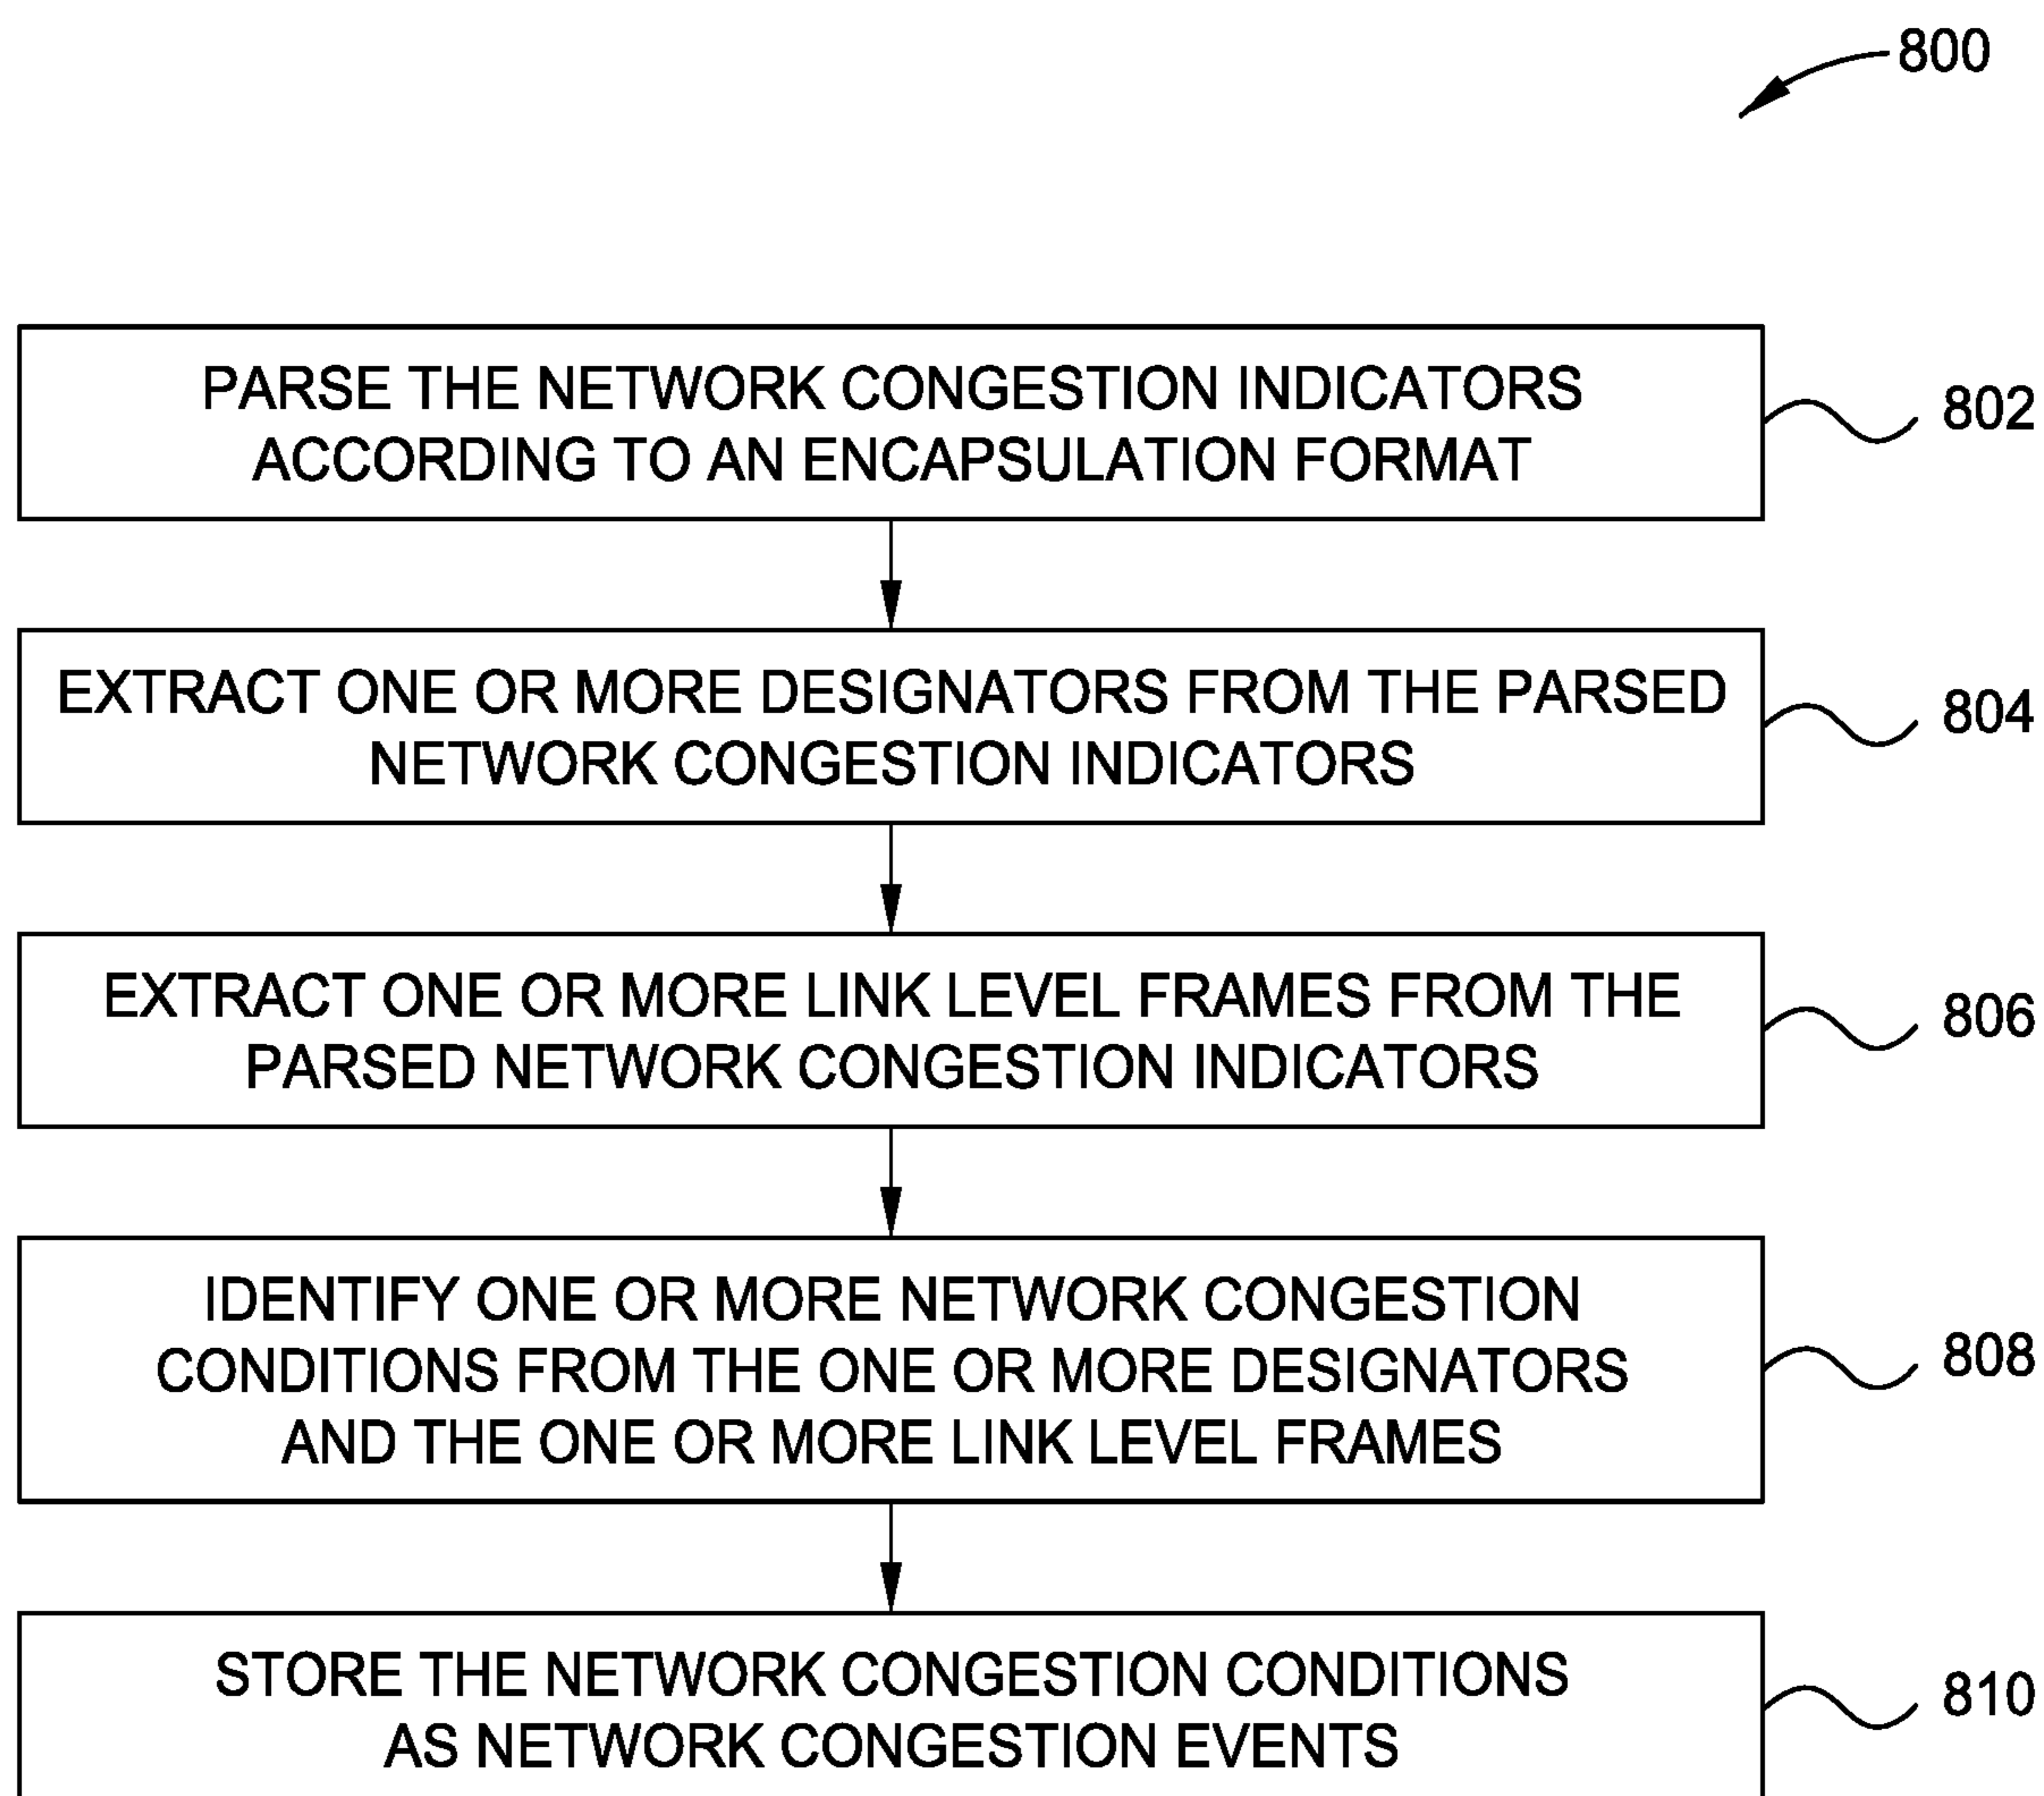 800
PARSE THE NETWORK CONGESTION INDICATORS
ACCORDING TO AN ENCAPSULATION FORMAT
802
EXTRACT ONE OR MORE DESIGNATORS FROM THE PARSED
NETWORK CONGESTION INDICATORS
804
EXTRACT ONE OR MORE LINK LEVEL FRAMES FROM THE
PARSED NETWORK CONGESTION INDICATORS
806
IDENTIFY ONE OR MORE NETWORK CONGESTION
CONDITIONS FROM THE ONE OR MORE DESIGNATORS
AND THE ONE OR MORE LINK LEVEL FRAMES
808
STORE THE NETWORK CONGESTION CONDITIONS
AS NETWORK CONGESTION EVENTS
810